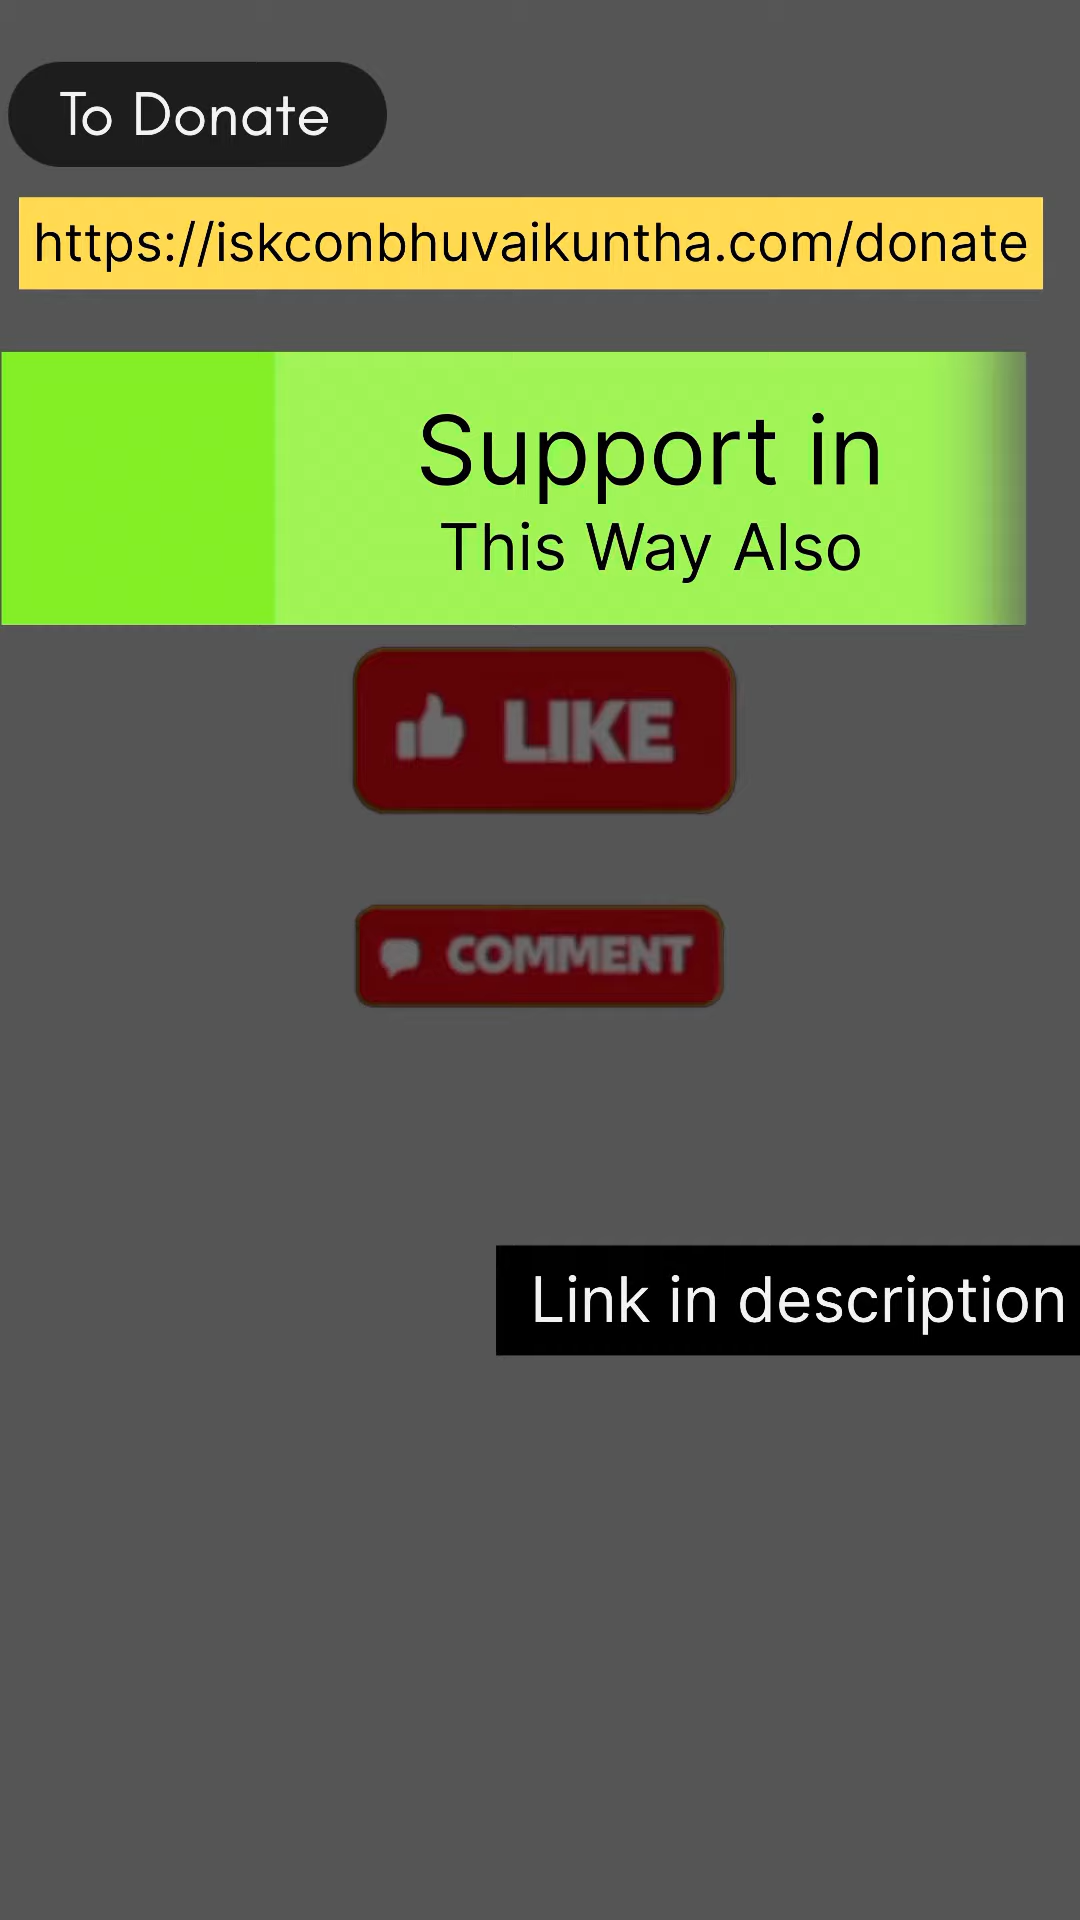 To Donate
https://iskconbhuvaikuntha.com/donate
Support in
This Way Also
LIKE
COMMENT
Link in description